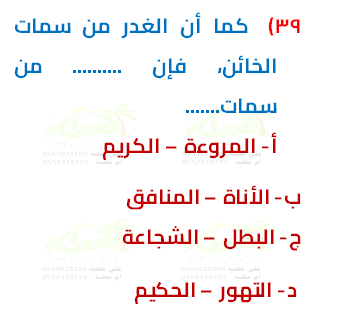 ٣٩) كما أن الغدر من سمات
الخائن، فإن .......... من
سمات.......
أ- المروءة – الكريم
ب- الأناة – المنافق
ج- البطل – الشجاعة
د- التهور – الحكيم